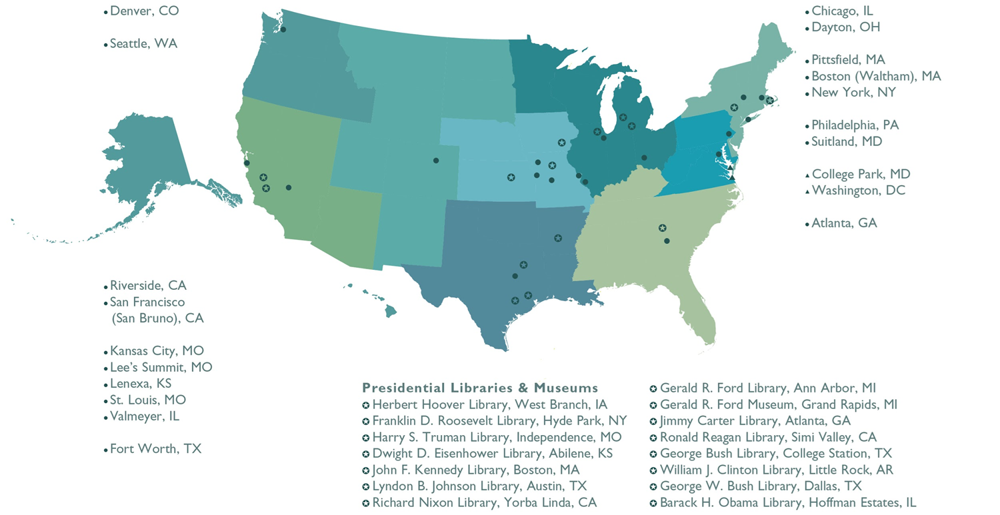 Denver, CO
Seattle, WA
Riverside, CA
San Francisco
(San Bruno), CA
Kansas City, MO
Lee's Summit, MO
Lenexa, KS
St. Louis, MO
Valmeyer, IL
Fort Worth, TX
Chicago, IL
Dayton, OH
Pittsfield, MA
Boston (Waltham), MA
New York, NY
Philadelphia, PA
Suitland, MD
College Park, MD
Washington, DC
Atlanta, GA
Presidential Libraries & Museums
Herbert Hoover Library, West Branch, IA
Franklin D. Roosevelt Library, Hyde Park, NY
Harry S. Truman Library, Independence, MO
Dwight D. Eisenhower Library, Abilene, KS
John F. Kennedy Library, Boston, MA
Lyndon B. Johnson Library, Austin, TX
Richard Nixon Library, Yorba Linda, CA
Gerald R. Ford Library, Ann Arbor, MI
Gerald R. Ford Museum, Grand Rapids, MI
Jimmy Carter Library, Atlanta, GA
Ronald Reagan Library, Simi Valley, CA
George Bush Library, College Station, TX
William J. Clinton Library, Little Rock, AR
George W. Bush Library, Dallas, TX
Barack H. Obama Library, Hoffman Estates, IL